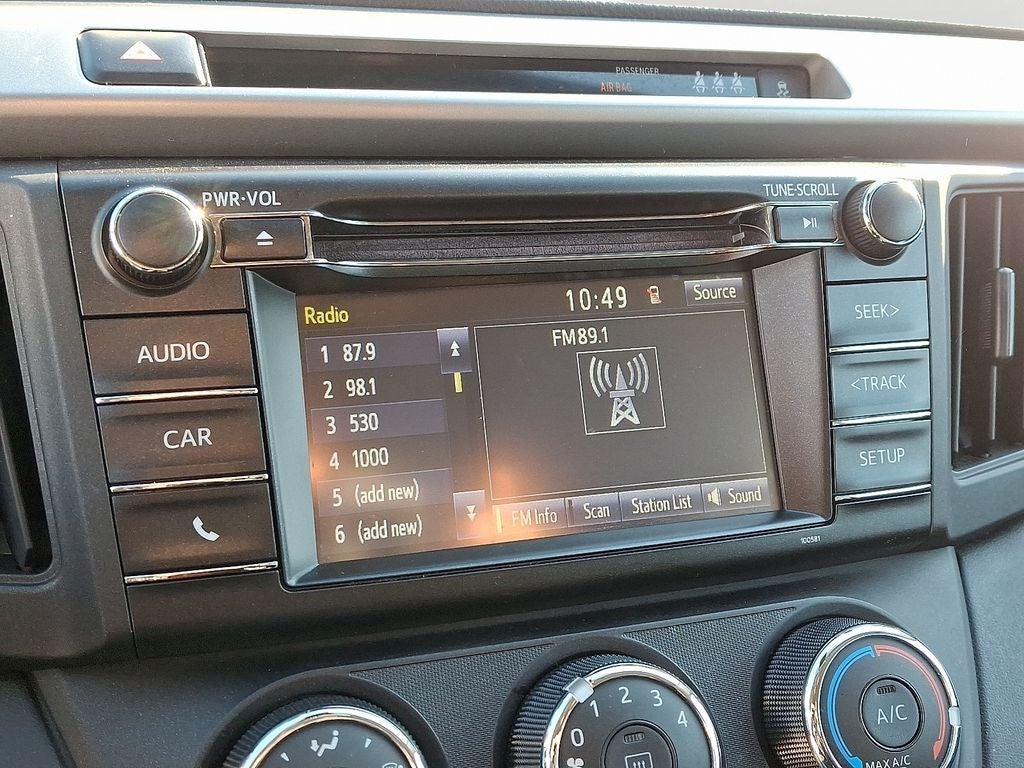 PASSENGER
AIR BAG
PWR·VOL
TUNE·SCROLL
Radio
10:49
Source
AUDIO
CAR
1 87.9
2 98.1
3 530
4 1000
5 (add new)
6 (add new)
FM 89.1
FM Info
Scan
Station List
Sound
SEEK>
<TRACK
SETUP
100581
0 1 2 3 4
A/C
MAX A/C